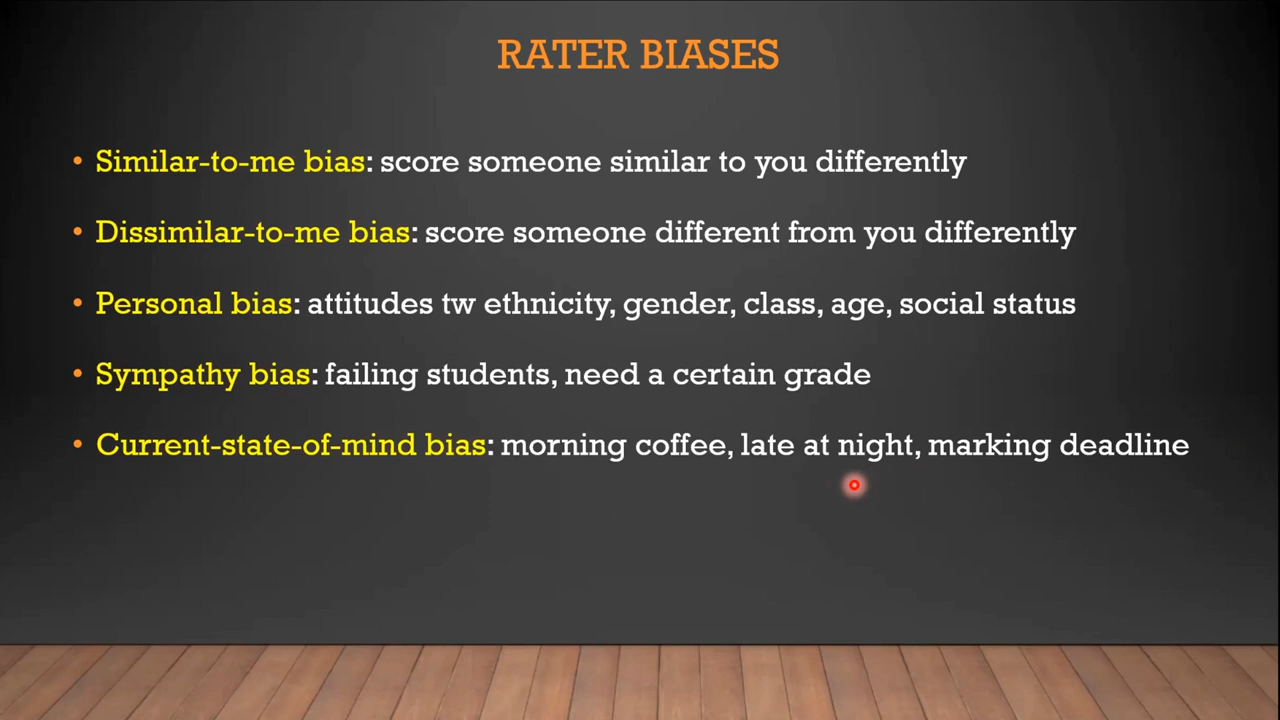 RATER BIASES
• Similar-to-me bias: score someone similar to you differently
• Dissimilar-to-me bias: score someone different from you differently
• Personal bias: attitudes tw ethnicity, gender, class, age, social status
• Sympathy bias: failing students, need a certain grade
• Current-state-of-mind bias: morning coffee, late at night, marking deadline